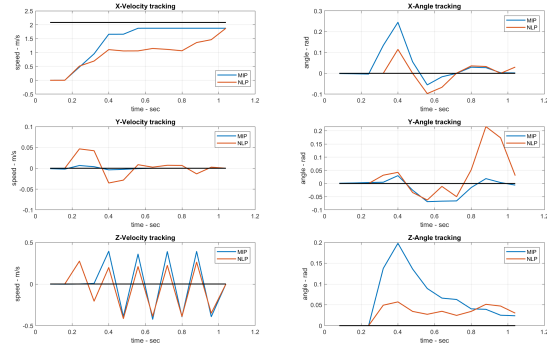 X-Velocity tracking
2.5
2
1.5
1
0.5
0
-0.5
speed - m/s
MIP
NLP
0 0.2 0.4 0.6 0.8 1 1.2
time - sec
X-Angle tracking
0.3
0.2
0.1
0
-0.1
angle - rad
MIP
NLP
0 0.2 0.4 0.6 0.8 1 1.2
time - sec
Y-Velocity tracking
0.1
0.05
0
-0.05
-0.1
speed - m/s
MIP
NLP
0 0.2 0.4 0.6 0.8 1 1.2
time - sec
Y-Angle tracking
0.2
0.15
0.1
0.05
0
-0.05
-0.1
angle - rad
MIP
NLP
0 0.2 0.4 0.6 0.8 1 1.2
time - sec
Z-Velocity tracking
0.5
0
-0.5
speed - m/s
MIP
NLP
0 0.2 0.4 0.6 0.8 1 1.2
time - sec
Z-Angle tracking
0.2
0.15
0.1
0.05
0
angle - rad
MIP
NLP
0 0.2 0.4 0.6 0.8 1 1.2
time - sec